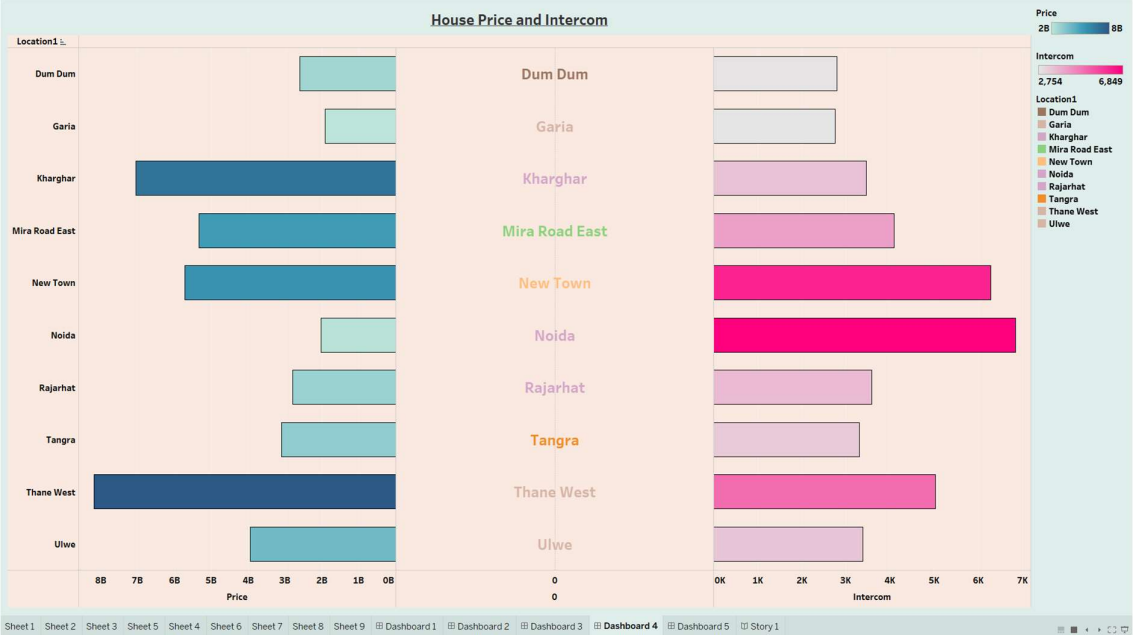 House Price and Intercom
Location1
Dum Dum
Garia
Kharghar
Mira Road East
New Town
Noida
Rajarhat
Tangra
Thane West
Ulwe
Dum Dum
Garia
Kharghar
Mira Road East
New Town
Noida
Rajarhat
Tangra
Thane West
Ulwe
8B 7B 6B 5B 4B 3B 2B 1B 0B
Price
0
0
0K 1K 2K 3K 4K 5K 6K 7K
Intercom
Price
2B 8B
Intercom
2,754 6,849
Location1
Dum Dum
Garia
Kharghar
Mira Road East
New Town
Noida
Rajarhat
Tangra
Thane West
Ulwe
Sheet 1 Sheet 2 Sheet 3 Sheet 5 Sheet 4 Sheet 6 Sheet 7 Sheet 8 Sheet 9 Dashboard 1 Dashboard 2 Dashboard 3 Dashboard 4 Dashboard 5 Story 1